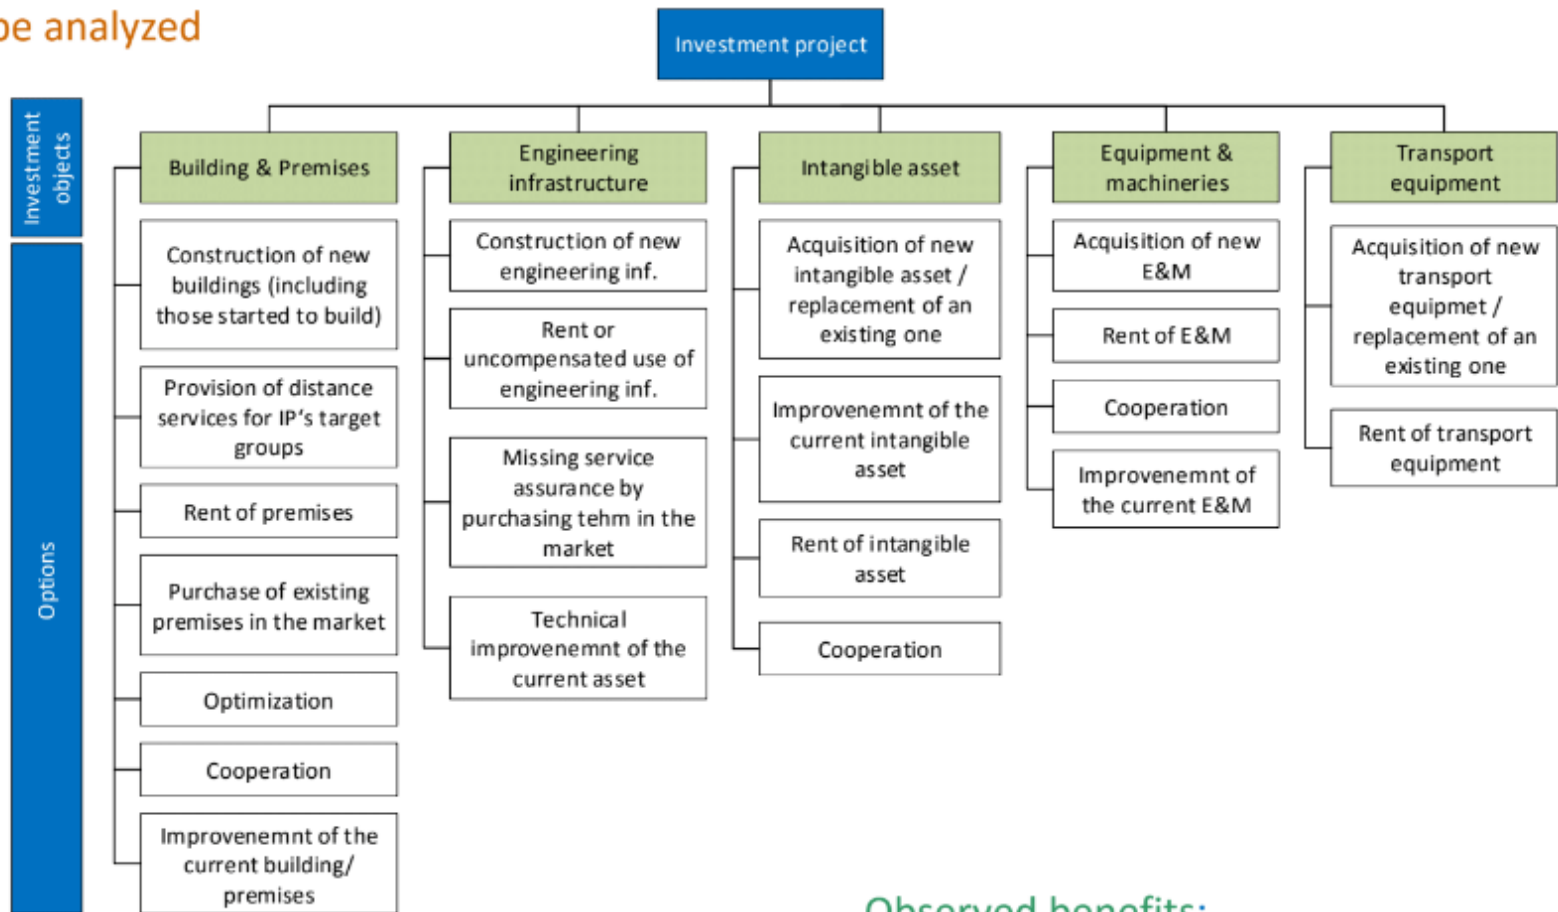 be analyzed
Investment project
Investment
objects
Building & Premises
Engineering
infrastructure
Intangible asset
Equipment &
machineries
Transport
equipment
Options
Construction of new
buildings (including
those started to build)
Provision of distance
services for IP's target
groups
Rent of premises
Purchase of existing
premises in the market
Optimization
Cooperation
Improvenemnt of the
current building/
premises
Construction of new
engineering inf.
Rent or
uncompensated use of
engineering inf.
Missing service
assurance by
purchasing tehm in the
market
Technical
improvenemnt of the
current asset
Acquisition of new
intangible asset /
replacement of an
existing one
Improvenemnt of the
current intangible
asset
Rent of intangible
asset
Cooperation
Acquisition of new
E&M
Rent of E&M
Cooperation
Improvenemnt of
the current E&M
Acquisition of new
transport
equipmet /
replacement of an
existing one
Rent of transport
equipment
Observed benefits: